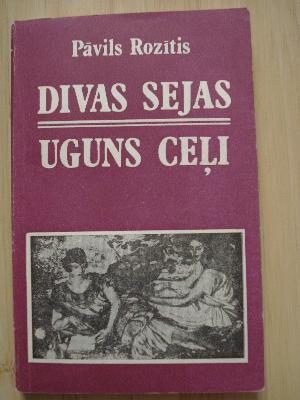 Pāvils Rozītis
DIVAS SEJAS
UGUNS CEĻI